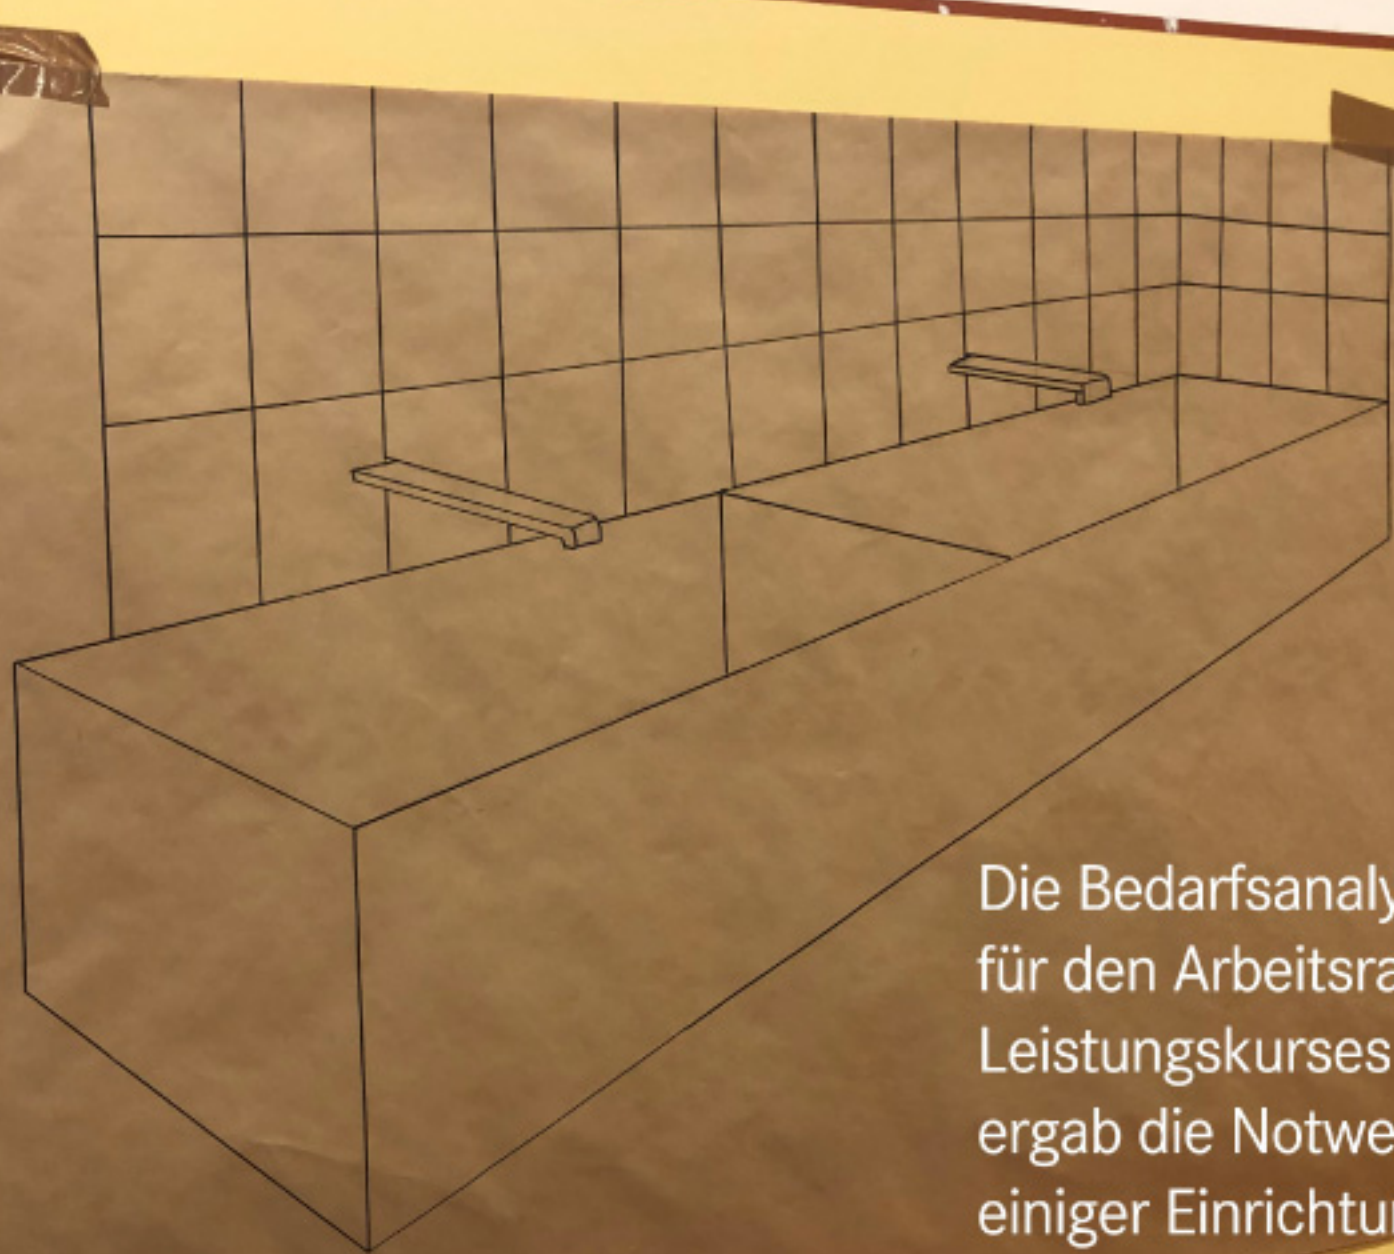 Die Bedarfsanaly
für den Arbeitsra
Leistungskurses
ergab die Notwe
einiger Einrichtu